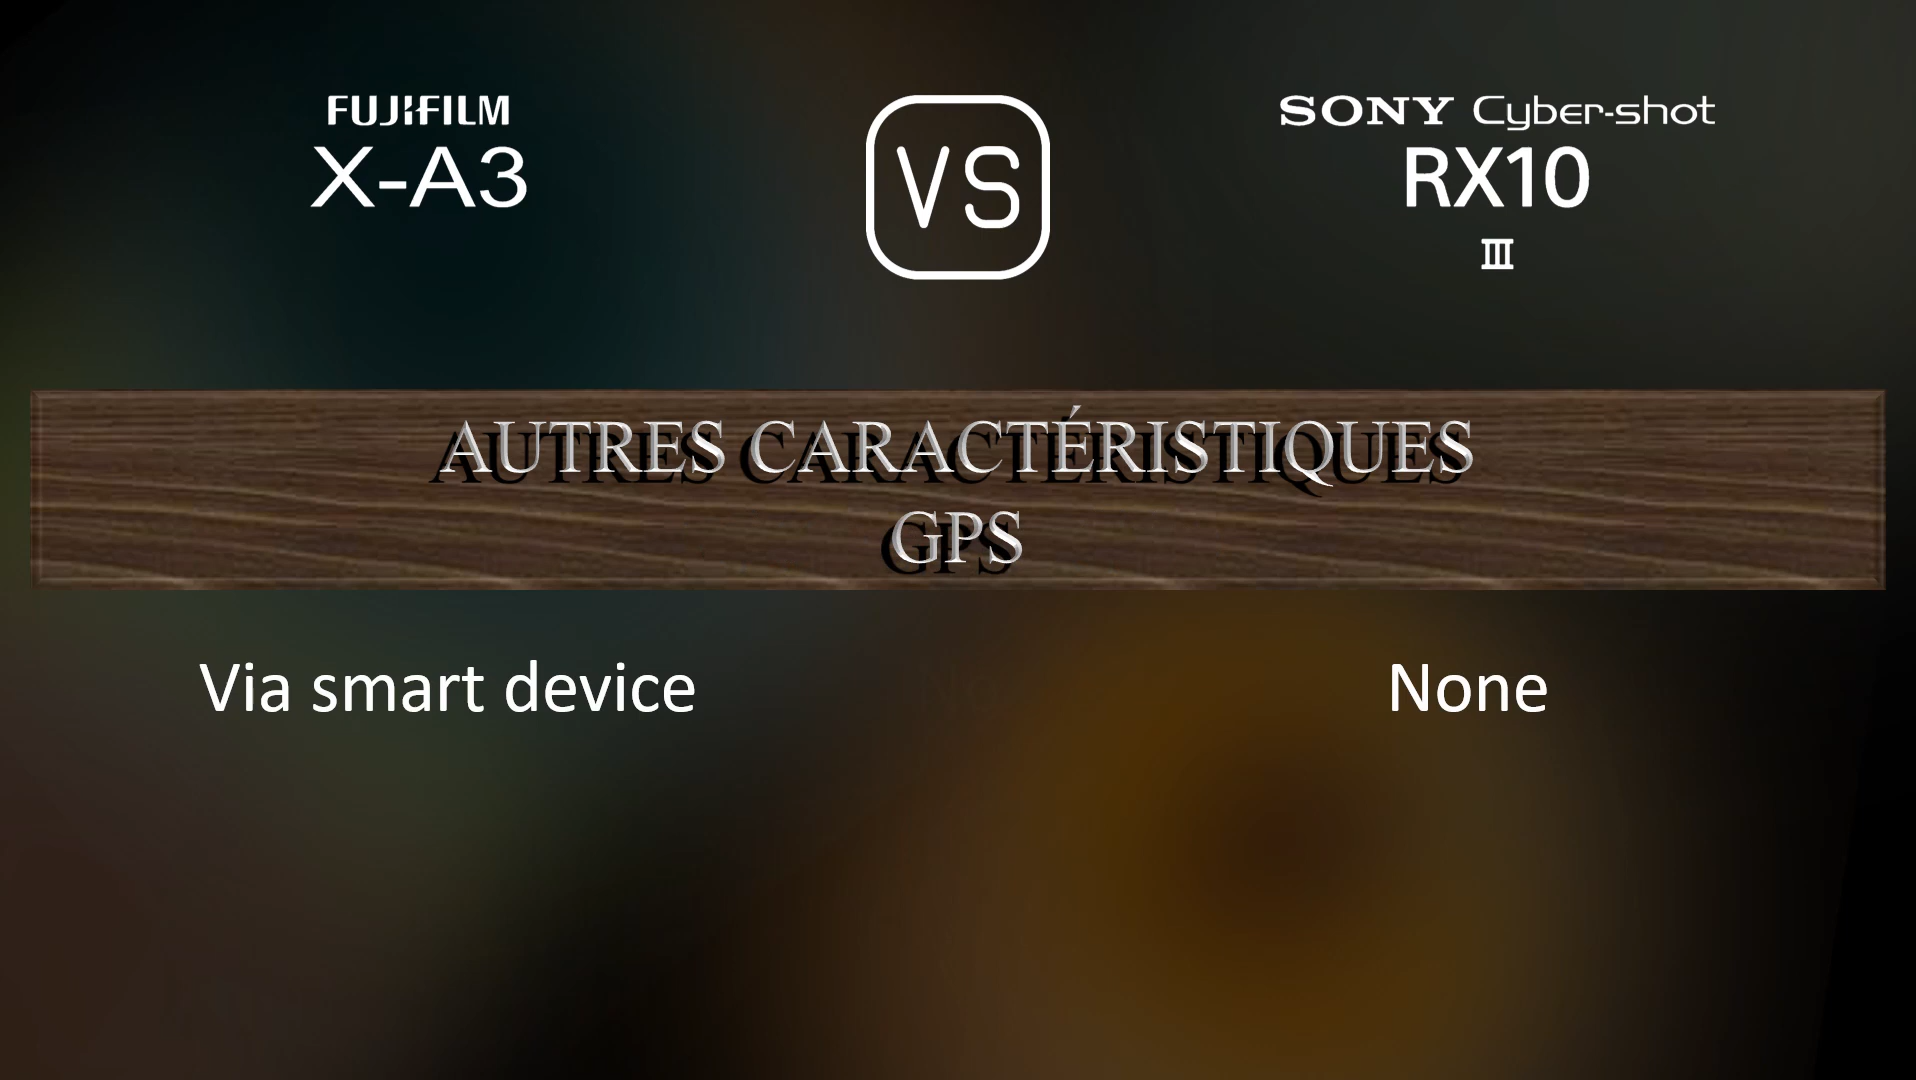 FUJIFILM
X-A3
VS
SONY Cyber-shot
RX10
III
AUTRES CARACTÉRISTIQUES
GPS
Via smart device
None